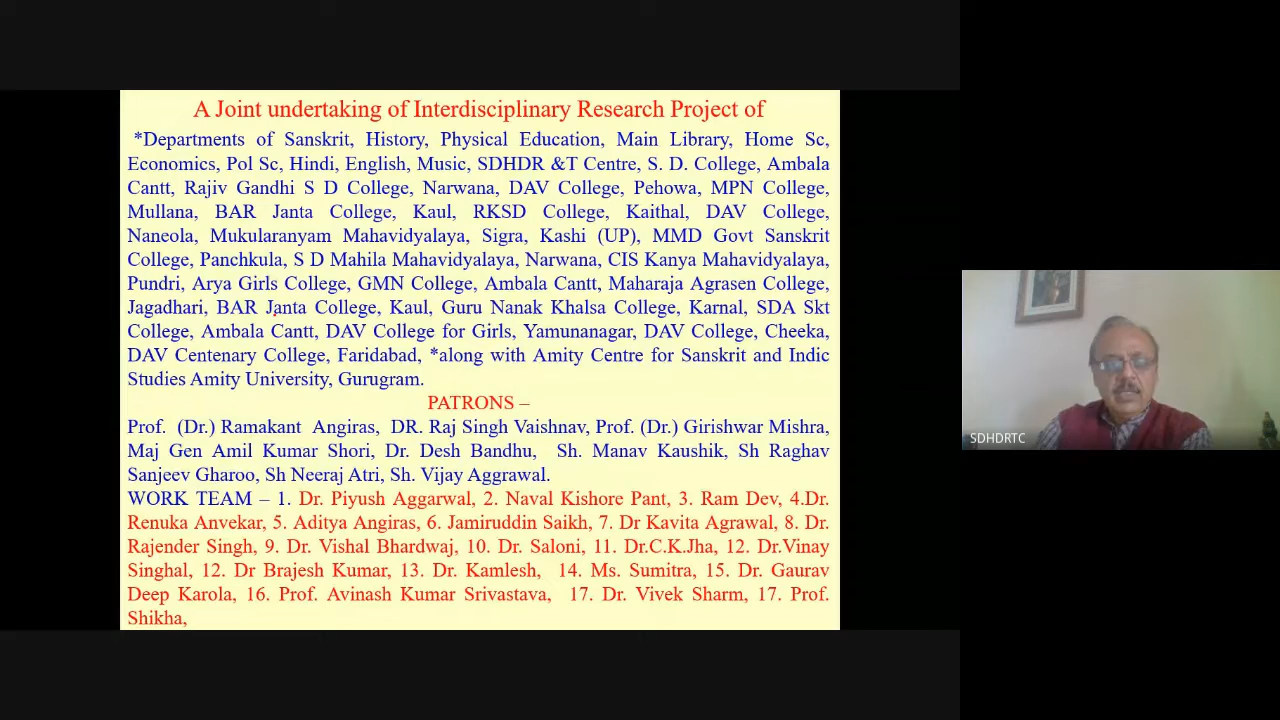 A Joint undertaking of Interdisciplinary Research Project of
*Departments of Sanskrit, History, Physical Education, Main Library, Home Sc,
Economics, Pol Sc, Hindi, English, Music, SDHDR &T Centre, S. D. College, Ambala
Cantt, Rajiv Gandhi S D College, Narwana, DAV College, Pehowa, MPN College,
Mullana, BAR Janta College, Kaul, RKSD College, Kaithal, DAV College,
Naneola, Mukularanyam Mahavidyalaya, Sigra, Kashi (UP), MMD Govt Sanskrit
College, Panchkula, S D Mahila Mahavidyalaya, Narwana, CIS Kanya Mahavidyalaya,
Pundri, Arya Girls College, GMN College, Ambala Cantt, Maharaja Agrasen College,
Jagadhari, BAR Janta College, Kaul, Guru Nanak Khalsa College, Karnal, SDA Skt
College, Ambala Cantt, DAV College for Girls, Yamunanagar, DAV College, Cheeka,
DAV Centenary College, Faridabad, *along with Amity Centre for Sanskrit and Indic
Studies Amity University, Gurugram.
PATRONS –
Prof. (Dr.) Ramakant Angiras, DR. Raj Singh Vaishnav, Prof. (Dr.) Girishwar Mishra,
Maj Gen Amil Kumar Shori, Dr. Desh Bandhu, Sh. Manav Kaushik, Sh Raghav
Sanjeev Gharoo, Sh Neeraj Atri, Sh. Vijay Aggrawal.
WORK TEAM – 1. Dr. Piyush Aggarwal, 2. Naval Kishore Pant, 3. Ram Dev, 4.Dr.
Renuka Anvekar, 5. Aditya Angiras, 6. Jamiruddin Saikh, 7. Dr Kavita Agrawal, 8. Dr.
Rajender Singh, 9. Dr. Vishal Bhardwaj, 10. Dr. Saloni, 11. Dr.C.K.Jha, 12. Dr.Vinay
Singhal, 12. Dr Brajesh Kumar, 13. Dr. Kamlesh, 14. Ms. Sumitra, 15. Dr. Gaurav
Deep Karola, 16. Prof. Avinash Kumar Srivastava, 17. Dr. Vivek Sharm, 17. Prof.
Shikha,
SDHDRTC